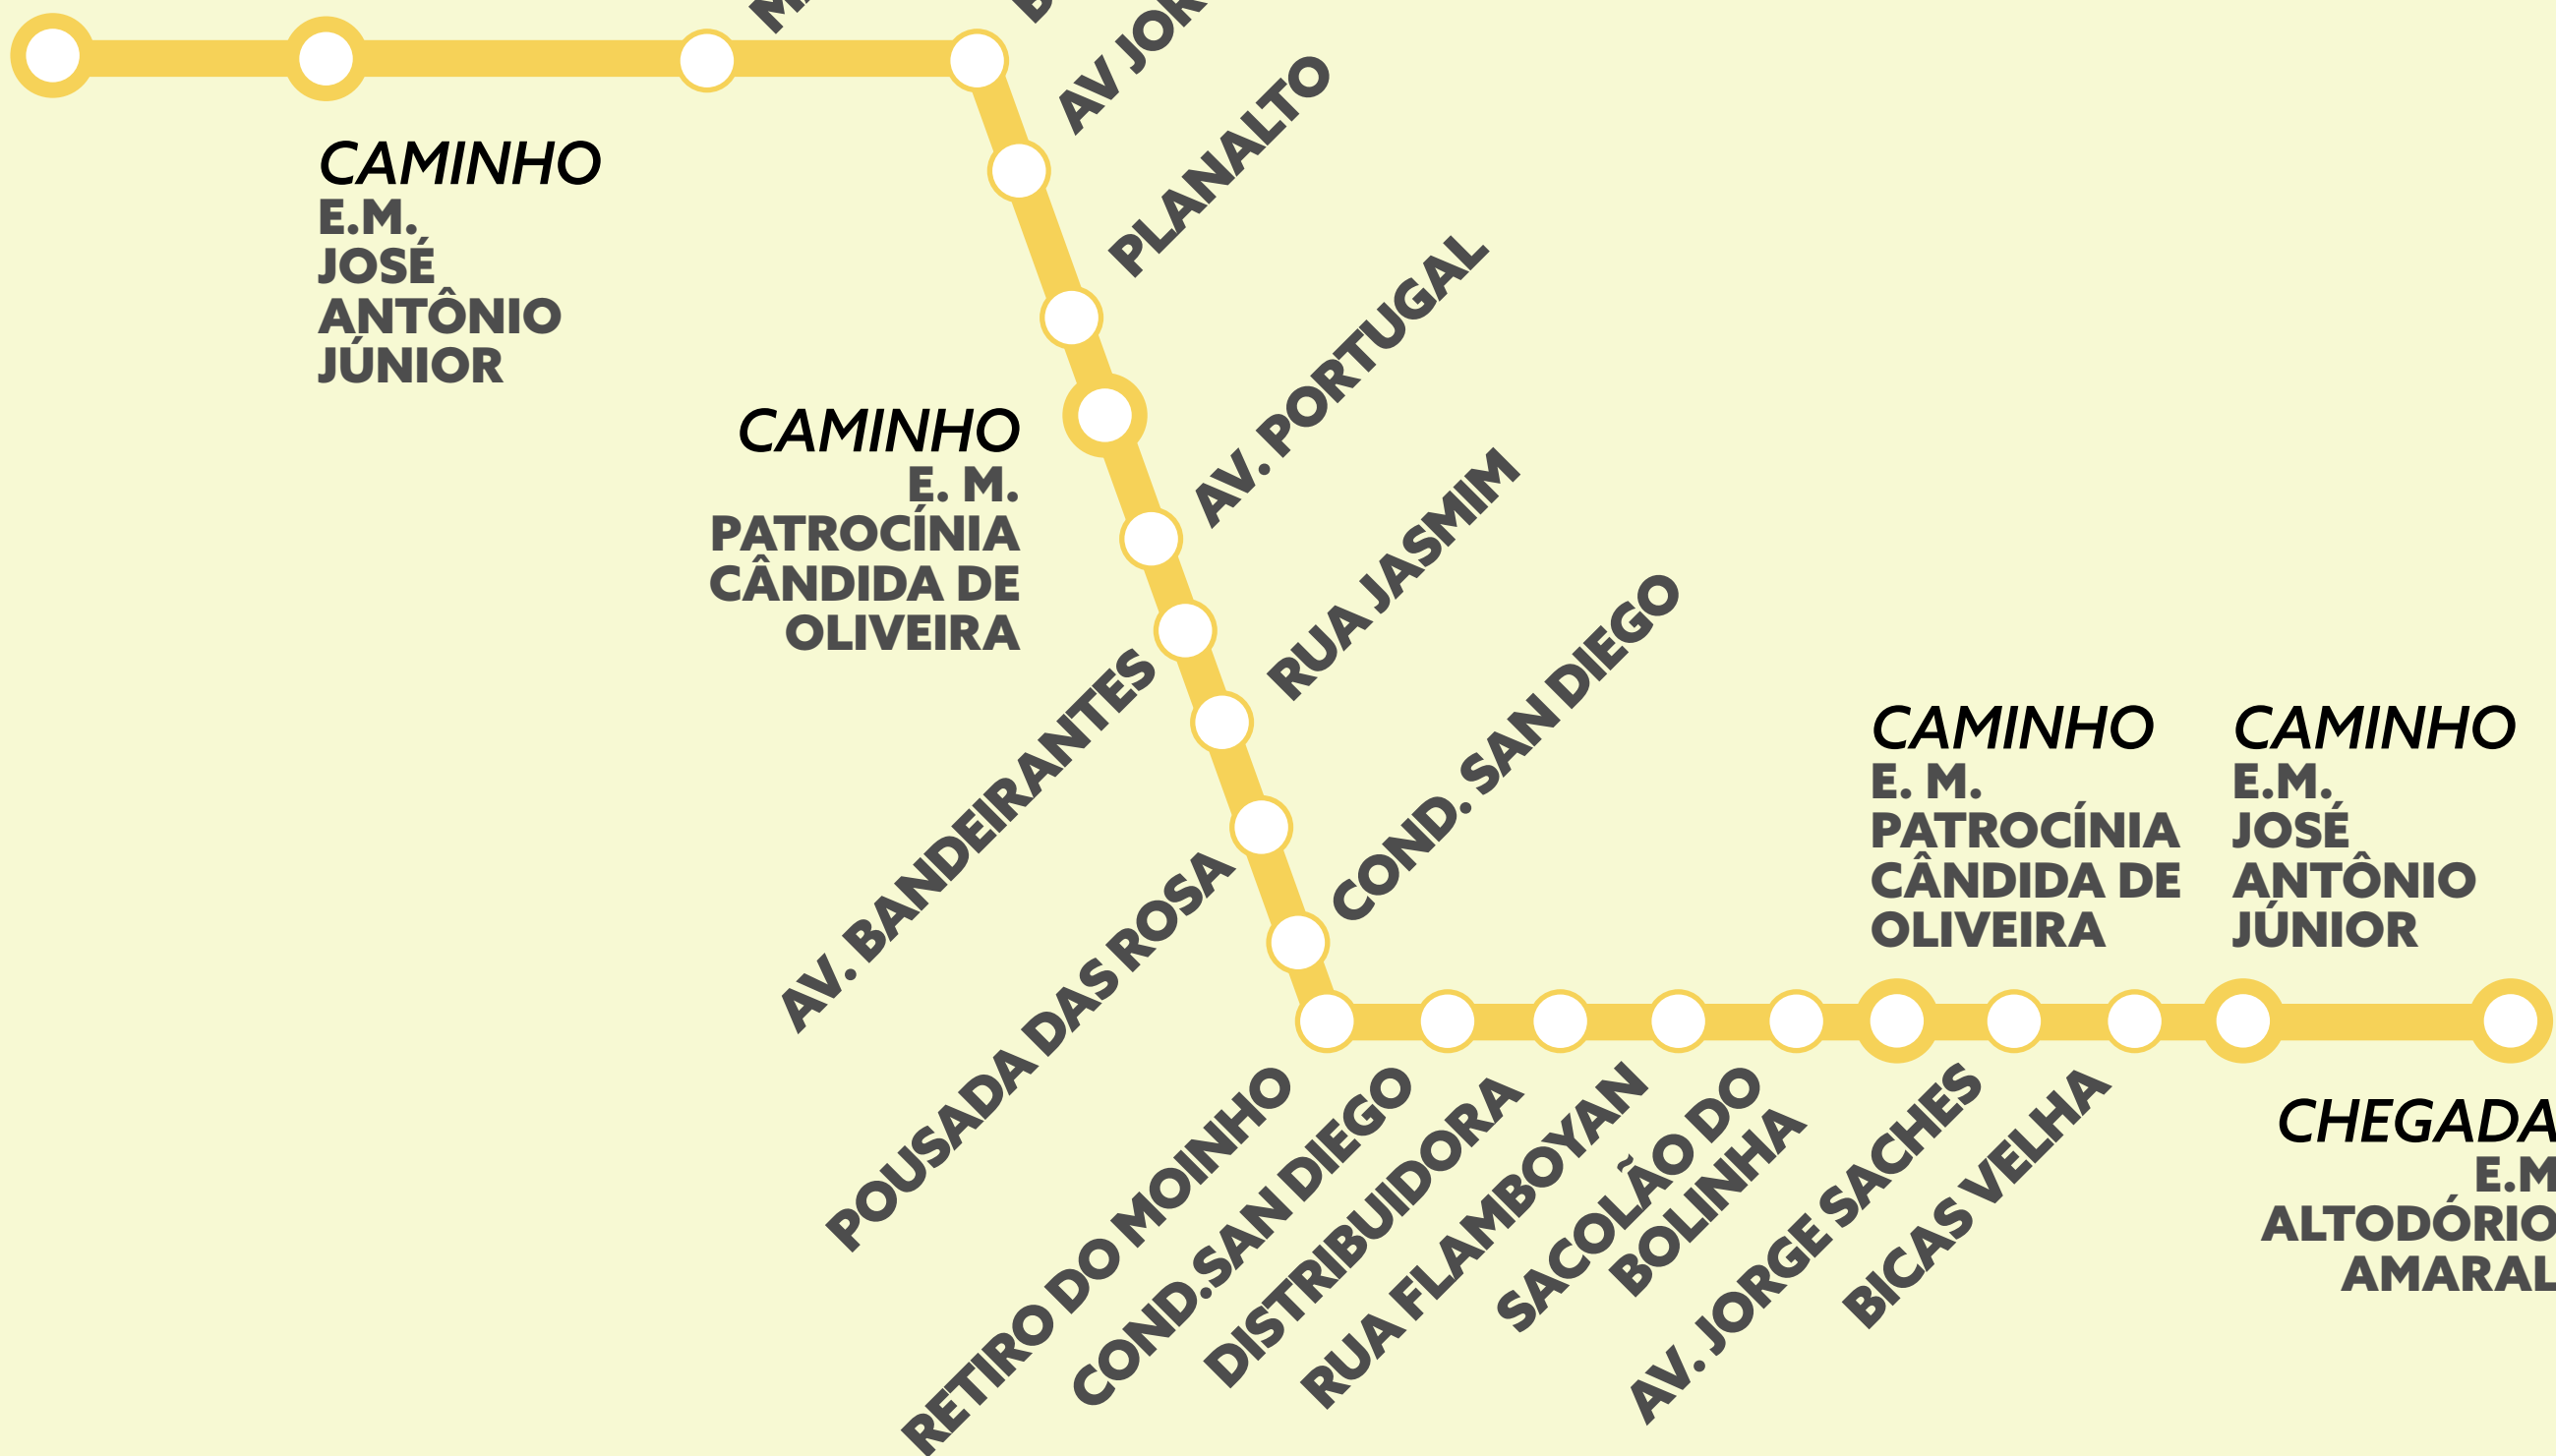 AV
PLANALTO
CAMINHO
E.M.
JOSÉ
ANTÔNIO
JÚNIOR
CAMINHO
E. M.
PATROCÍNIA
CÂNDIDA DE
OLIVEIRA
AV. PORTUGAL
AV. BANDEIRANTES
RUA JASMIM
POUSADA DAS ROSA
COND. SAN DIEGO
RETIRO DO MOINHO
COND.SAN DIEGO
DISTRIBUIDORA
RUA FLAMBOYAN
SACOLÃO DO
BOLINHA
CAMINHO
E. M.
PATROCÍNIA
CÂNDIDA DE
OLIVEIRA
AV. JORGE SACHES
BICAS VELHA
CAMINHO
E.M.
JOSÉ
ANTÔNIO
JÚNIOR
CHEGADA
E.M
ALTODÓRIO
AMARAL